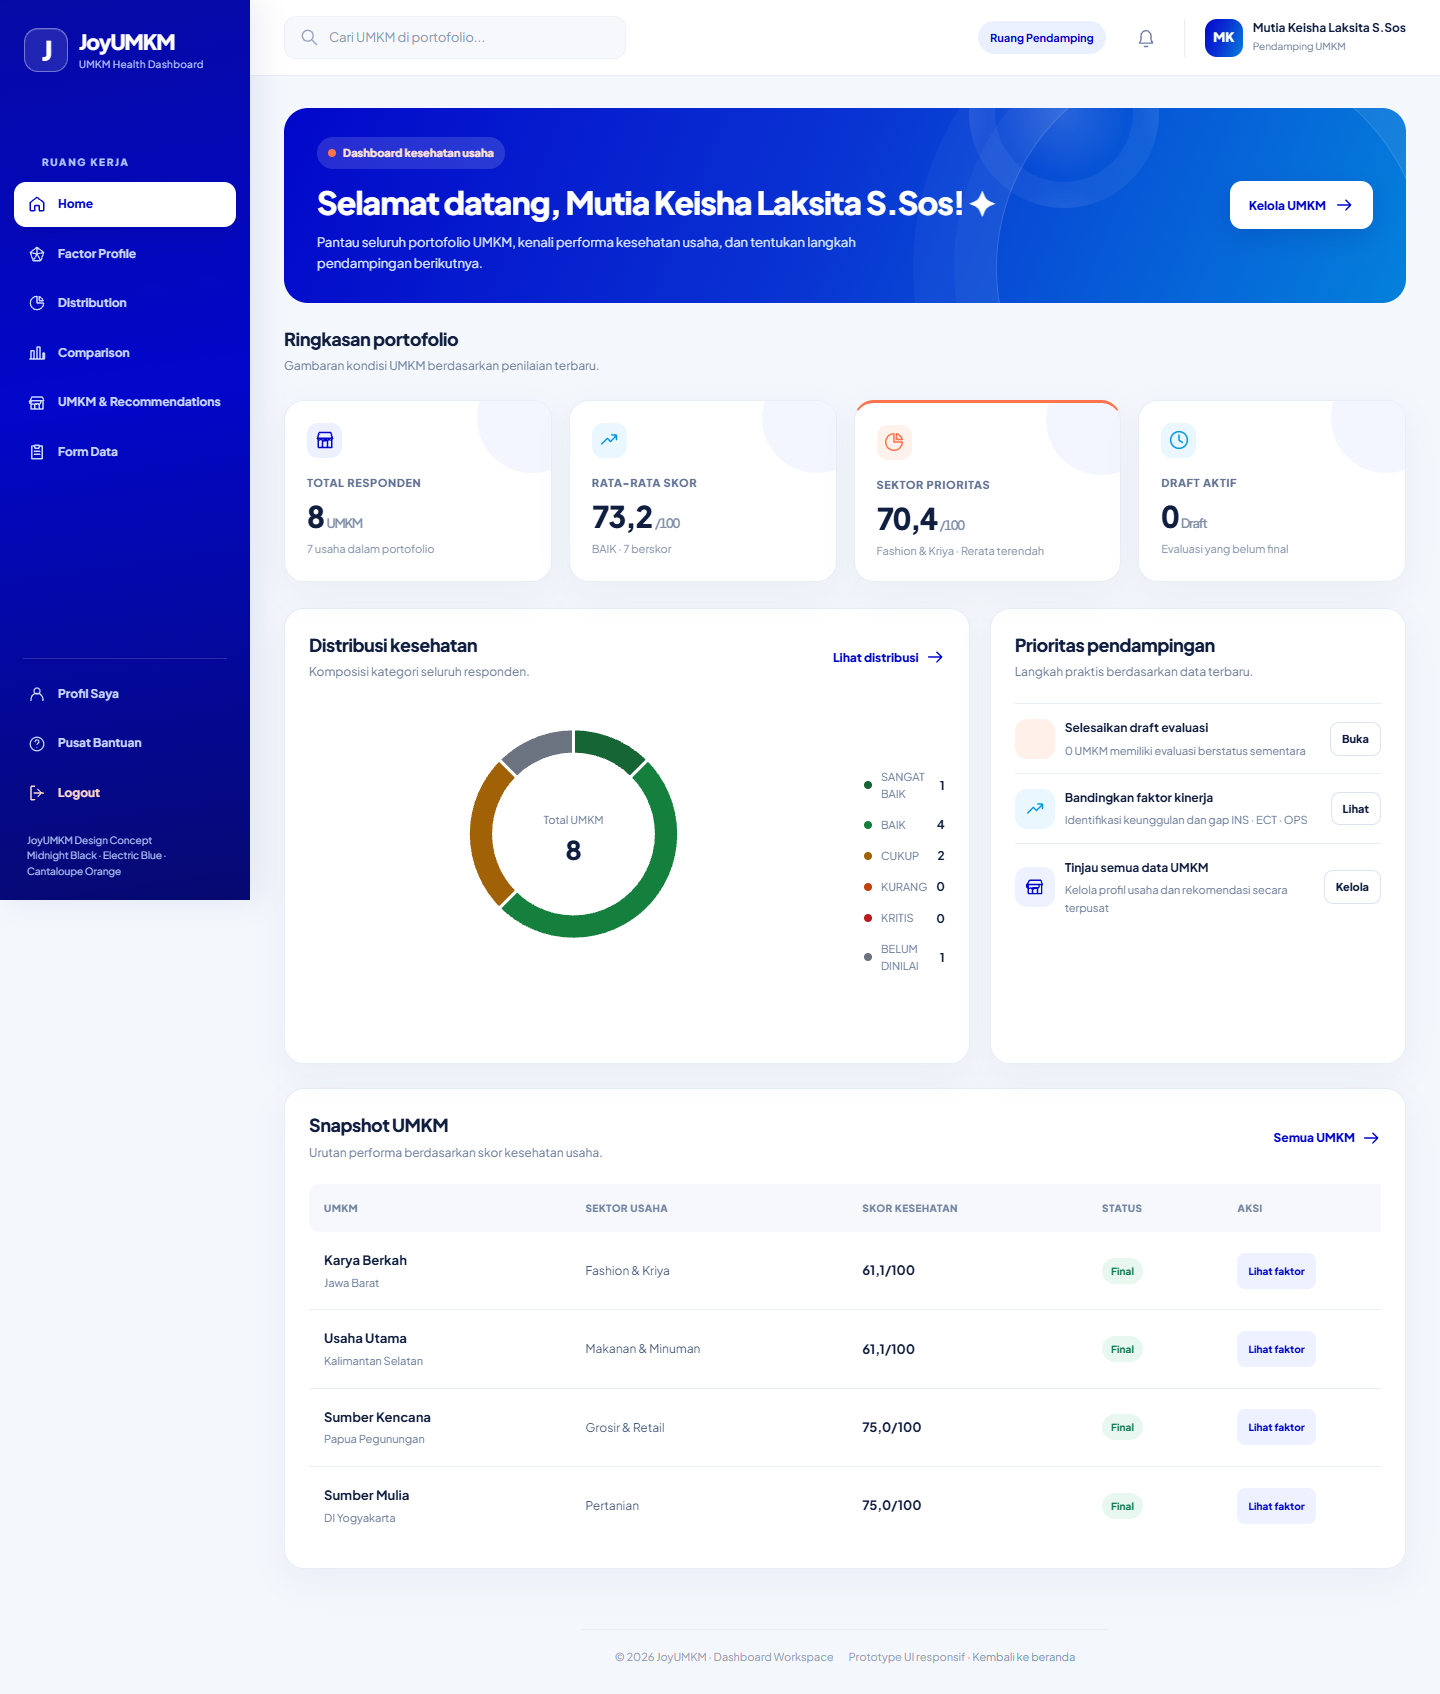 J
JoyUMKM
UMKM Health Dashboard
RUANG KERJA
Home
Factor Profile
Distribution
Comparison
UMKM & Recommendations
Form Data
Profil Saya
Pusat Bantuan
Logout
JoyUMKM Design Concept
Midnight Black · Electric Blue ·
Cantaloupe Orange
Cari UMKM di portofolio...
Ruang Pendamping
MK
Mutia Keisha Laksita S.Sos
Pendamping UMKM
Dashboard kesehatan usaha
Selamat datang, Mutia Keisha Laksita S.Sos! ✦
Pantau seluruh portofolio UMKM, kenali performa kesehatan usaha, dan tentukan langkah
pendampingan berikutnya.
Kelola UMKM →
Ringkasan portofolio
Gambaran kondisi UMKM berdasarkan penilaian terbaru.
TOTAL RESPONDEN
8 UMKM
7 usaha dalam portofolio
RATA-RATA SKOR
73,2 /100
BAIK · 7 berskor
SEKTOR PRIORITAS
70,4 /100
Fashion & Kriya · Rerata terendah
DRAFT AKTIF
0 Draft
Evaluasi yang belum final
Distribusi kesehatan
Komposisi kategori seluruh responden.
Lihat distribusi →
Total UMKM
8
SANGAT
BAIK 1
BAIK 4
CUKUP 2
KURANG 0
KRITIS 0
BELUM
DINILAI 1
Prioritas pendampingan
Langkah praktis berdasarkan data terbaru.
Selesaikan draft evaluasi
0 UMKM memiliki evaluasi berstatus sementara
Buka
Bandingkan faktor kinerja
Identifikasi keunggulan dan gap INS · ECT · OPS
Lihat
Tinjau semua data UMKM
Kelola profil usaha dan rekomendasi secara
terpusat
Kelola
Snapshot UMKM
Urutan performa berdasarkan skor kesehatan usaha.
Semua UMKM →
UMKM SEKTOR USAHA SKOR KESEHATAN STATUS AKSI
Karya Berkah
Jawa Barat
Fashion & Kriya 61,1/100 Final Lihat faktor
Usaha Utama
Kalimantan Selatan
Makanan & Minuman 61,1/100 Final Lihat faktor
Sumber Kencana
Papua Pegunungan
Grosir & Retail 75,0/100 Final Lihat faktor
Sumber Mulia
DI Yogyakarta
Pertanian 75,0/100 Final Lihat faktor
© 2026 JoyUMKM · Dashboard Workspace Prototype UI responsif · Kembali ke beranda